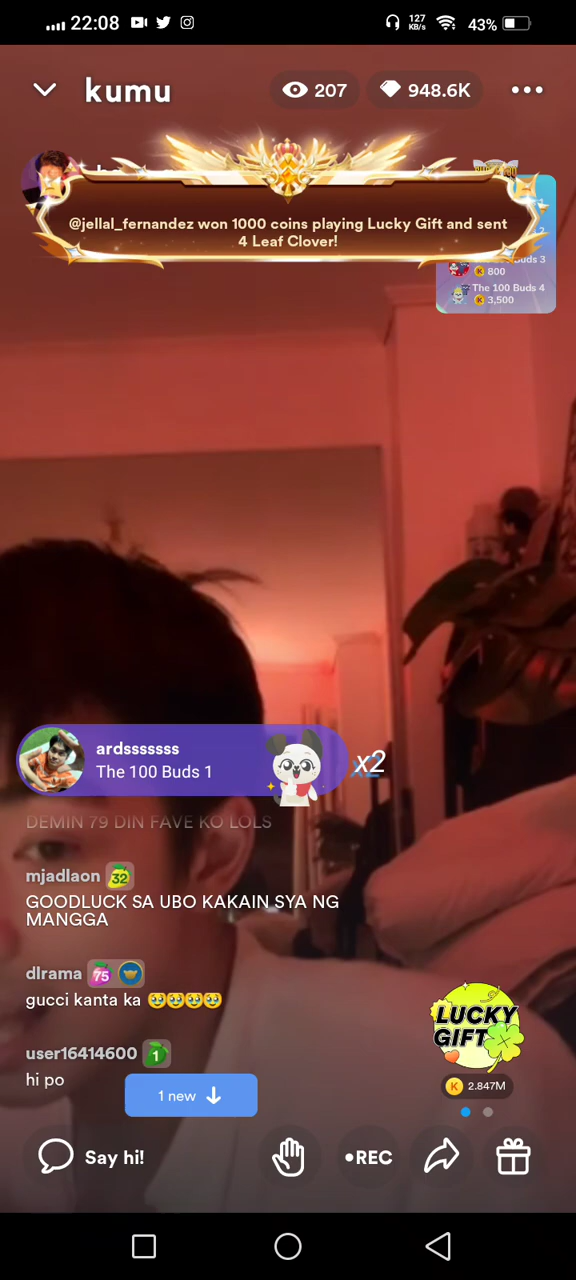 22:08
127
KB/s
43%
kumu
207
948.6K
@jellal_fernandez won 1000 coins playing Lucky Gift and sent
4 Leaf Clover!
Buds 3
800
The 100 Buds 4
3,500
ardsssssss
The 100 Buds 1
x2
DEMIN 79 DIN FAVE KO LOLS
mjadlaon 32
GOODLUCK SA UBO KAKAIN SYA NG
MANGGA
dlrama 75
gucci kanta ka 🥹🥹🥹🥹
user16414600 1
hi po
1 new
LUCKY
GIFT
K 2.847M
Say hi!
•REC